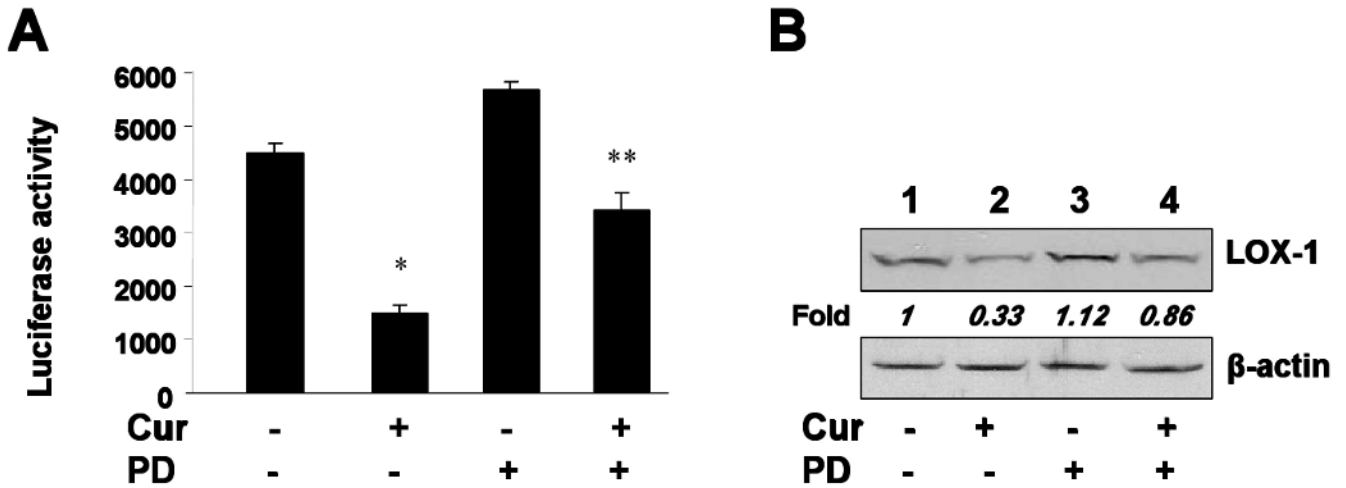 A
Luciferase activity
6000
5000
4000
3000
2000
1000
0
*
**
Cur - + - +
PD - - + +
B
1 2 3 4
LOX-1
Fold 1 0.33 1.12 0.86
β-actin
Cur - + - +
PD - - + +